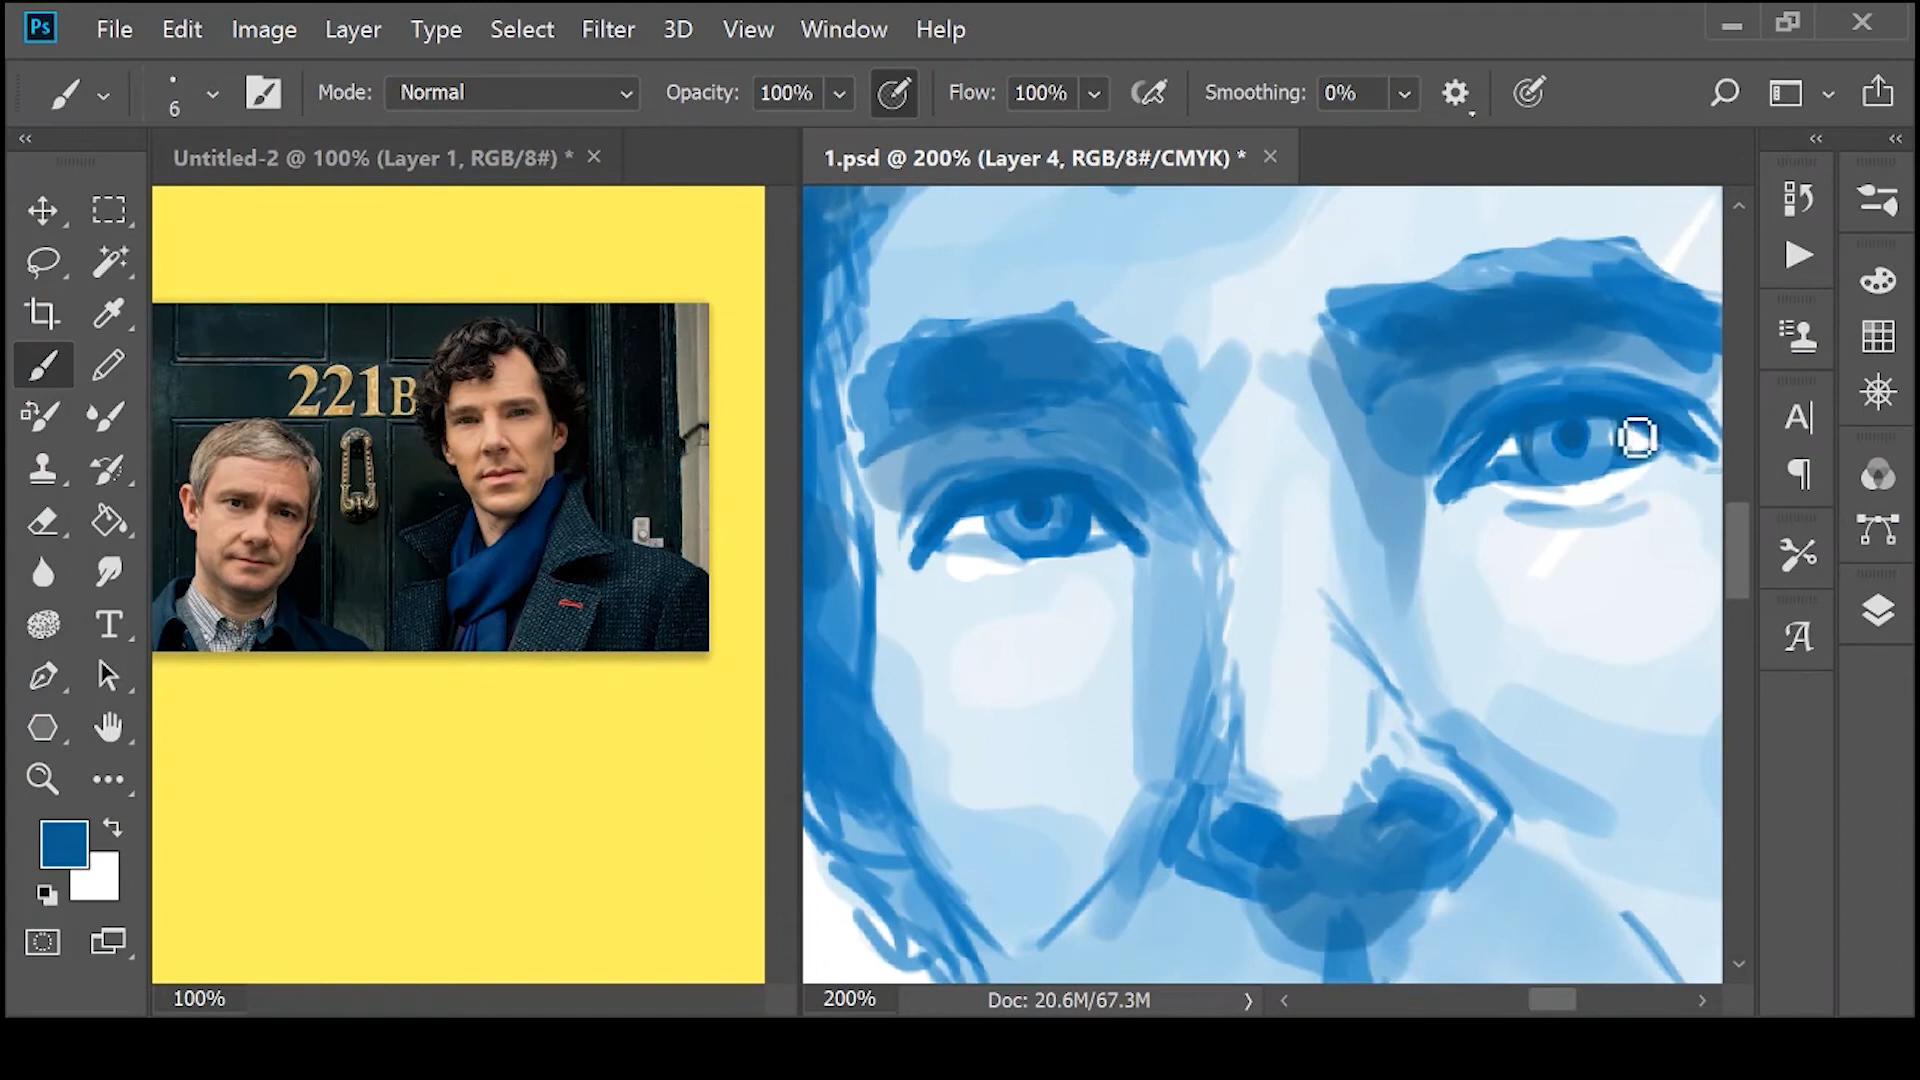 Ps File Edit Image Layer Type Select Filter 3D View Window Help
6 Mode: Normal Opacity: 100% Flow: 100% Smoothing: 0%
Untitled-2 @ 100% (Layer 1, RGB/8#) *
1.psd @ 200% (Layer 4, RGB/8#/CMYK) *
221B
100%
200% Doc: 20.6M/67.3M